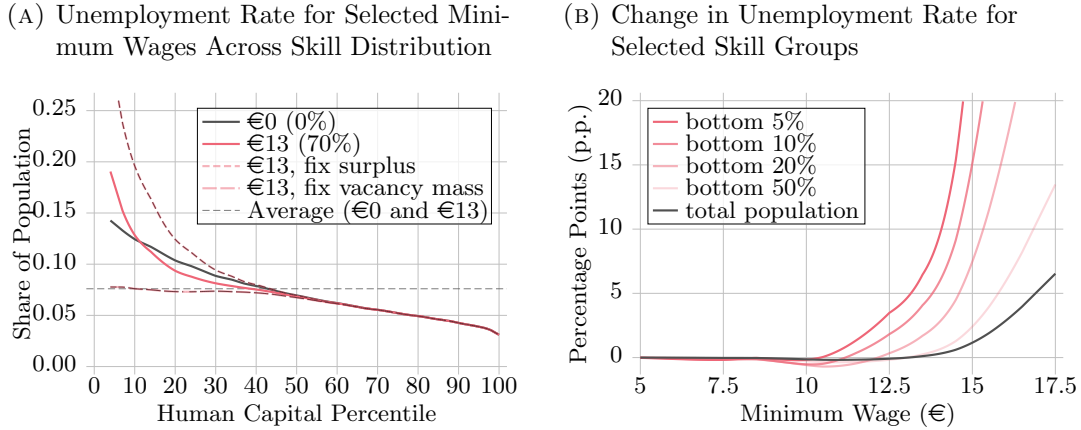 (A) Unemployment Rate for Selected Mini-
mum Wages Across Skill Distribution
Share of Population
0.25
0.20
0.15
0.10
0.05
0.00
€0 (0%)
€13 (70%)
€13, fix surplus
€13, fix vacancy mass
Average (€0 and €13)
0 10 20 30 40 50 60 70 80 90 100
Human Capital Percentile
(B) Change in Unemployment Rate for
Selected Skill Groups
Percentage Points (p.p.)
20
15
10
5
0
bottom 5%
bottom 10%
bottom 20%
bottom 50%
total population
5 7.5 10 12.5 15 17.5
Minimum Wage (€)